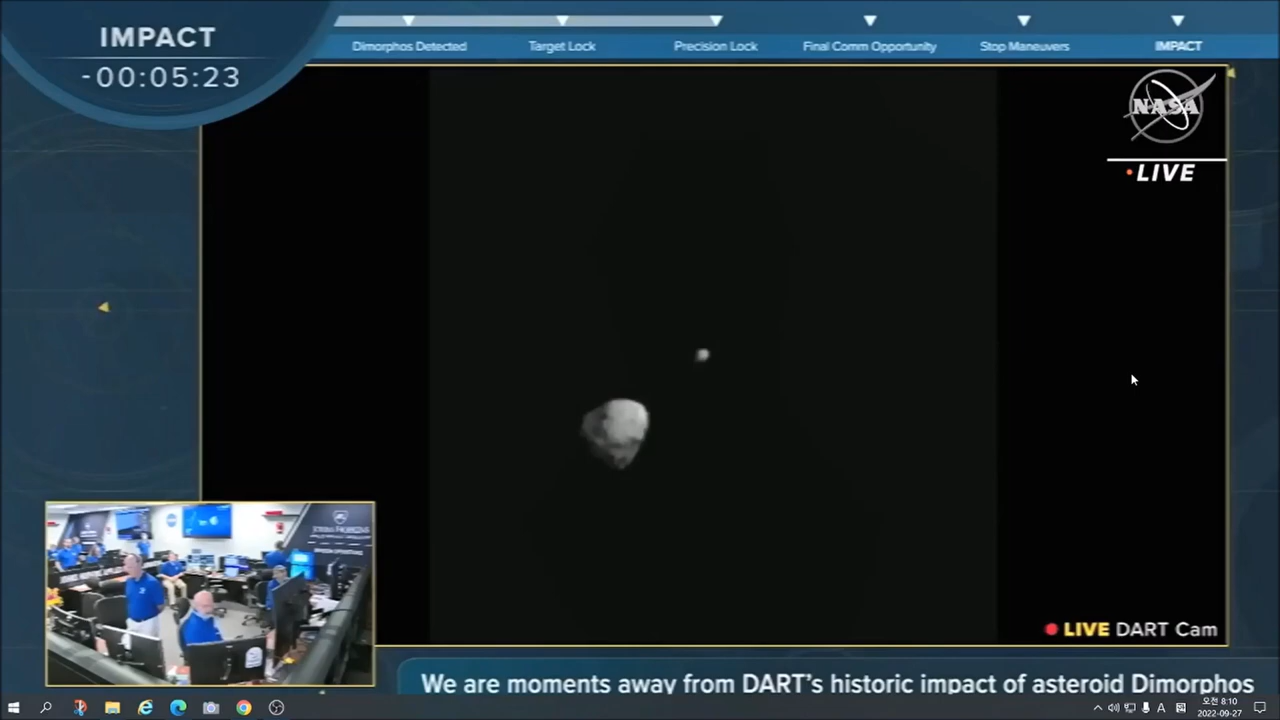 IMPACT
-00:05:23
Dimorphos Detected
Target Lock
Precision Lock
Final Comm Opportunity
Stop Maneuvers
IMPACT
NASA
LIVE
JOHNS HOPKINS
LIVE DART Cam
We are moments away from DART's historic impact of asteroid Dimorphos
A
오전 8:10
2022-09-27